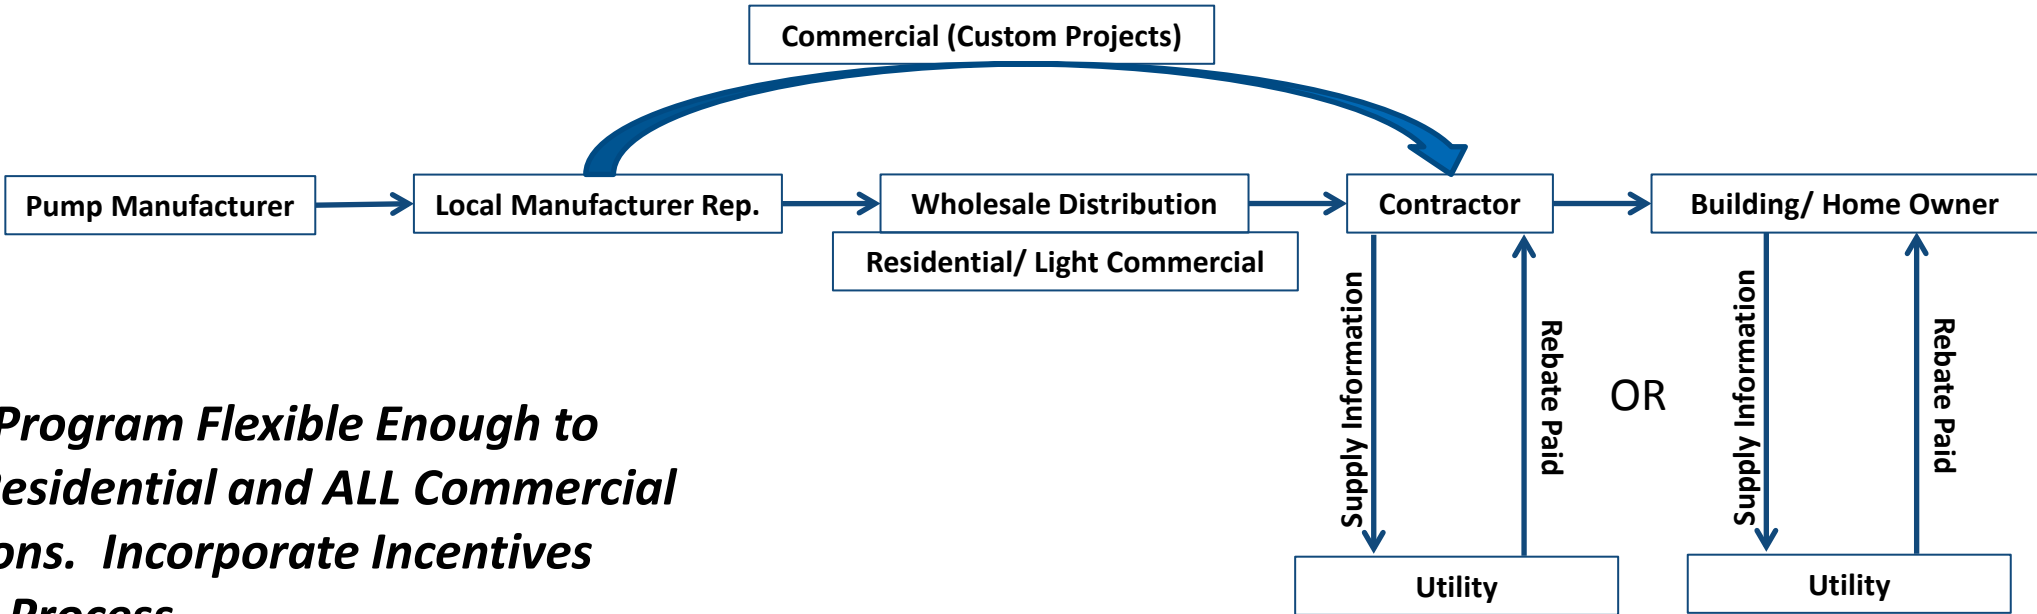 Commercial (Custom Projects)
Pump Manufacturer
Local Manufacturer Rep.
Wholesale Distribution
Contractor
Building/ Home Owner
Residential/ Light Commercial
Supply Information
Rebate Paid
OR
Supply Information
Rebate Paid
Program Flexible Enough to
Residential and ALL Commercial
ons.  Incorporate Incentives
Process
Utility
Utility